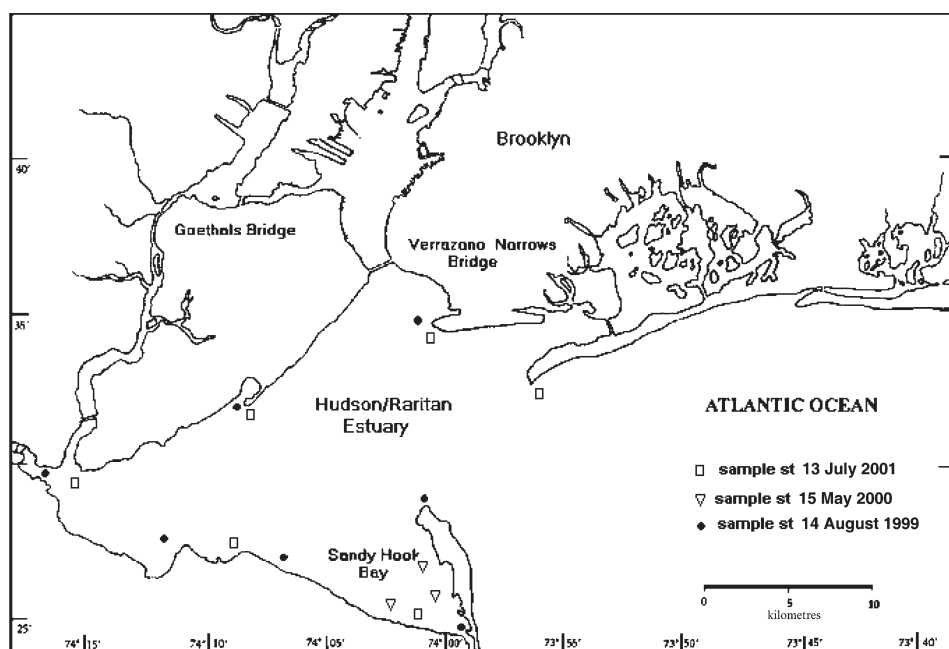 Brooklyn
40'
Goethals Bridge
Verrazano Narrows
Bridge
35'
Hudson/Raritan
Estuary
ATLANTIC OCEAN
sample st 13 July 2001
sample st 15 May 2000
sample st 14 August 1999
Sandy Hook
Bay
0 5 10
kilometres
25'
74° 15' 74° 10' 74° 05' 74° 00' 73° 55' 73° 50' 73° 45' 73° 40'